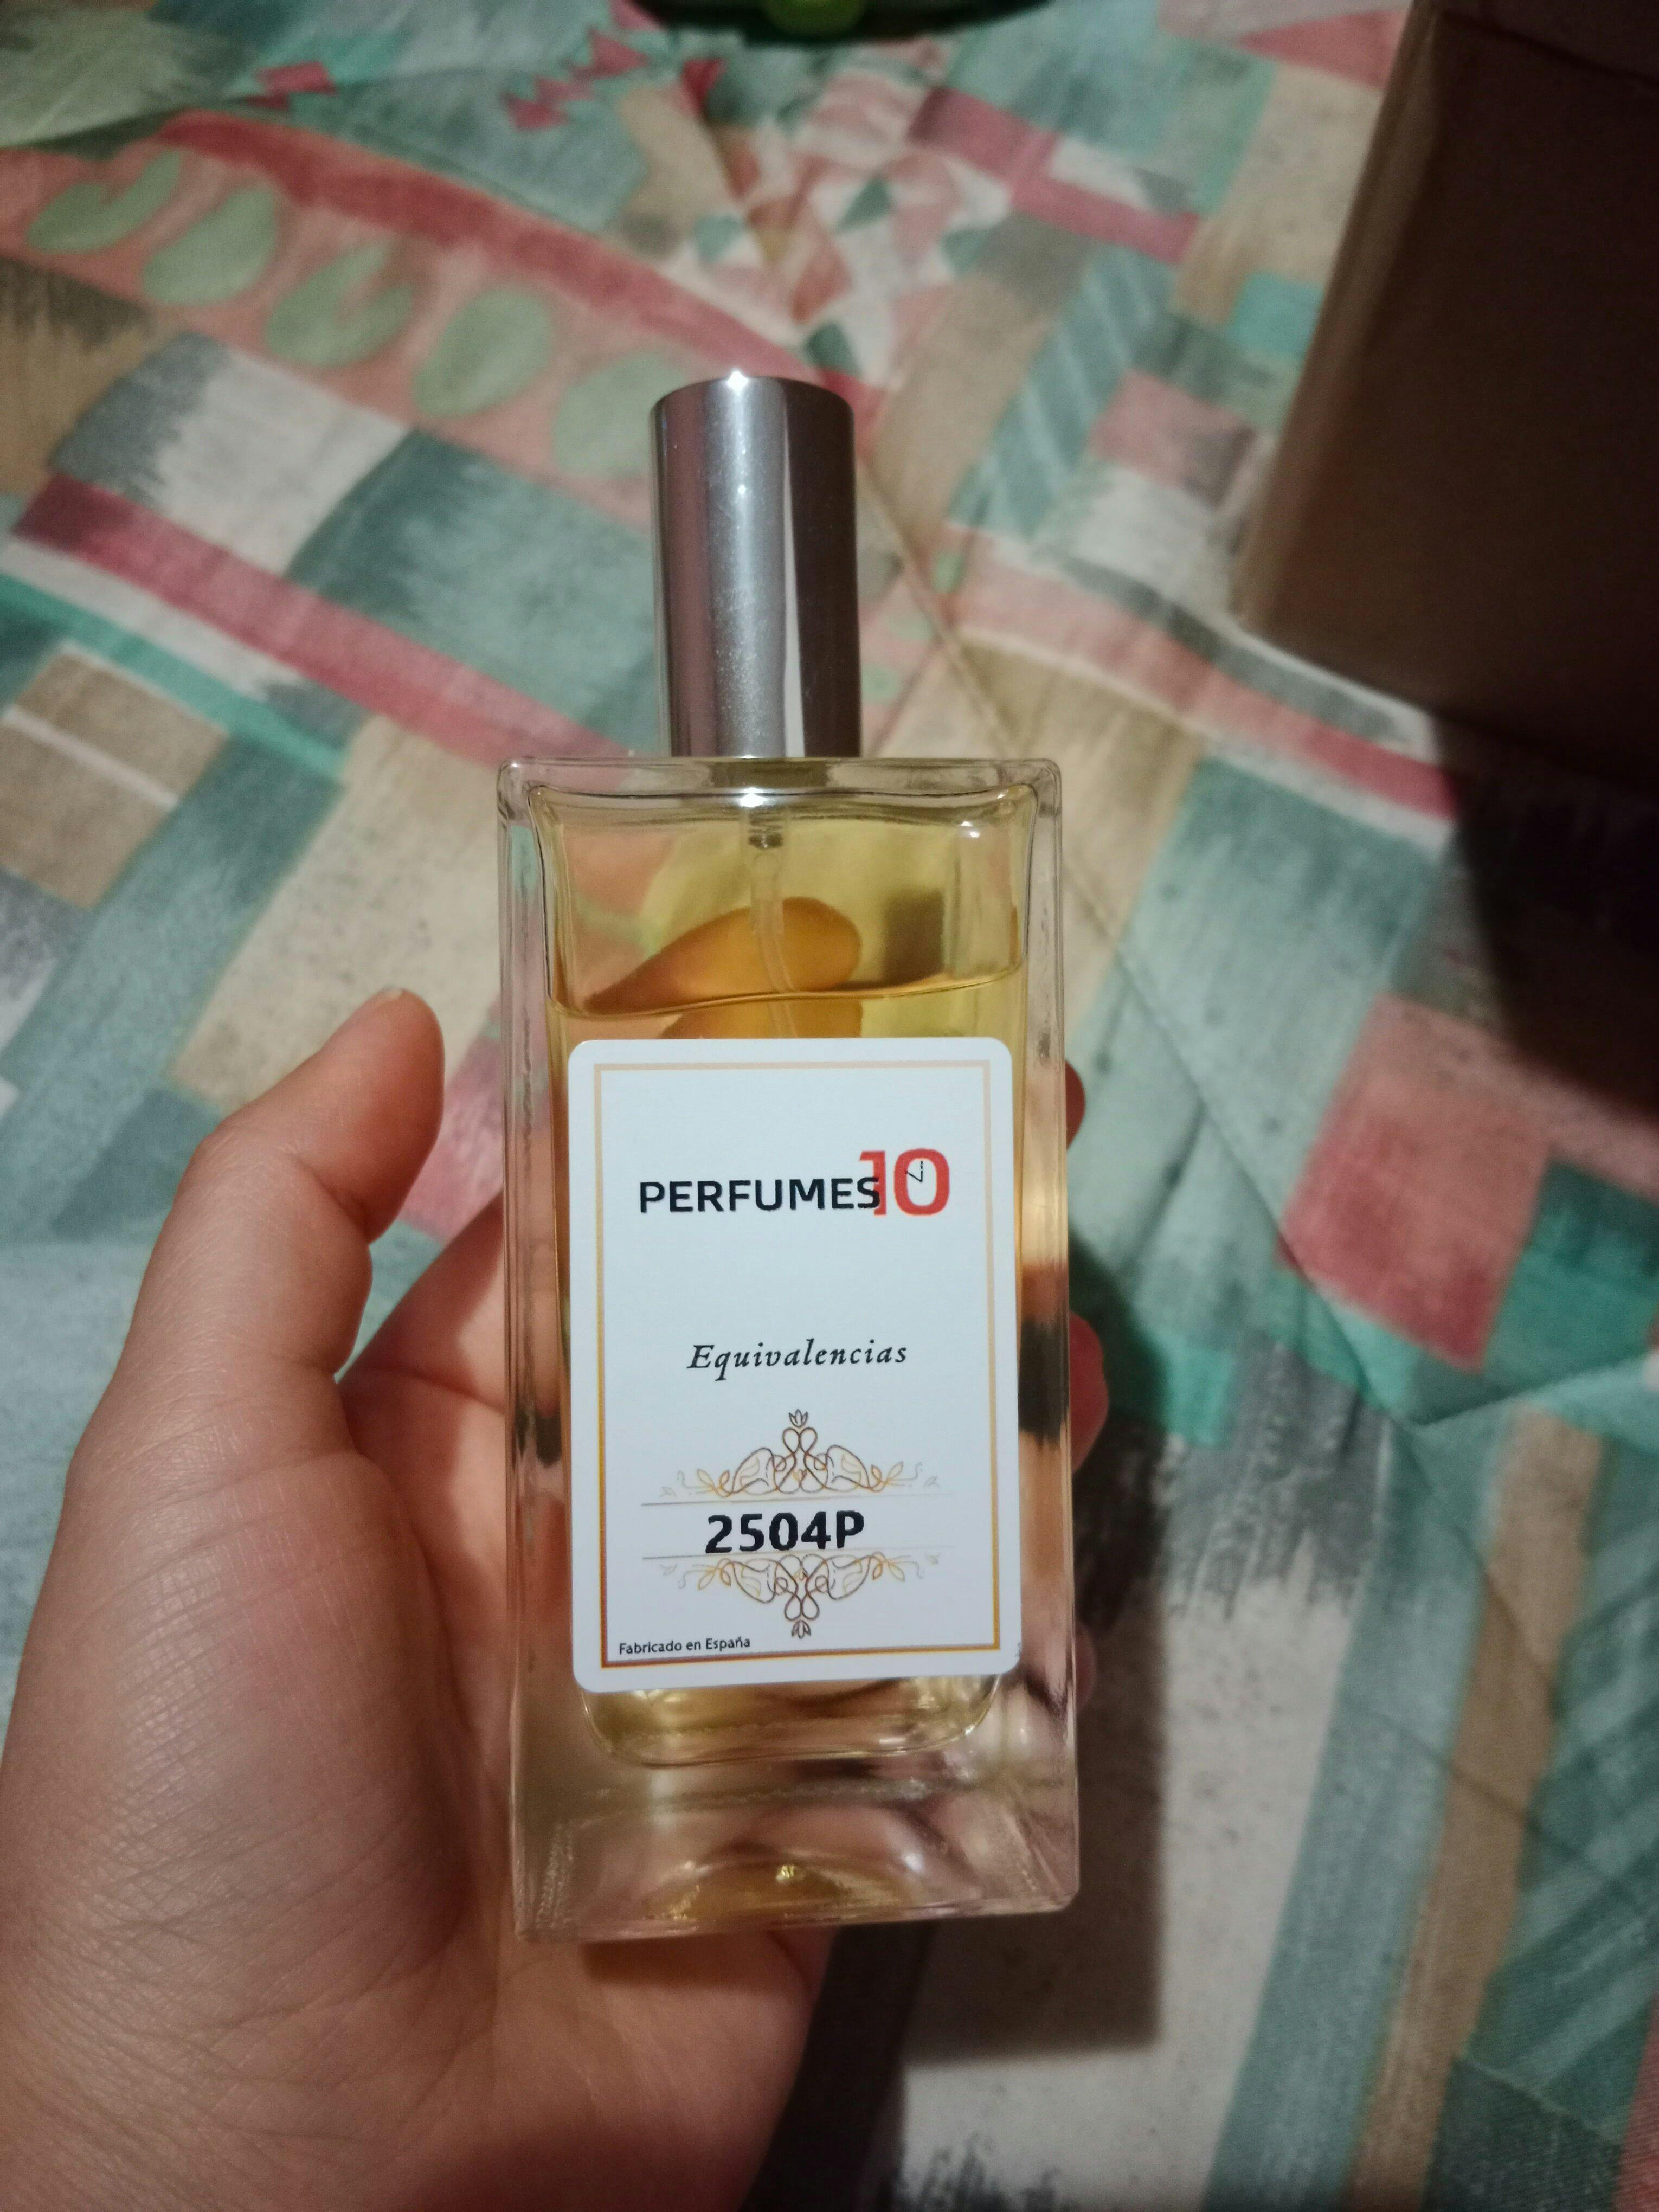 PERFUMES10
Equivalencias
2504P
Fabricado en España